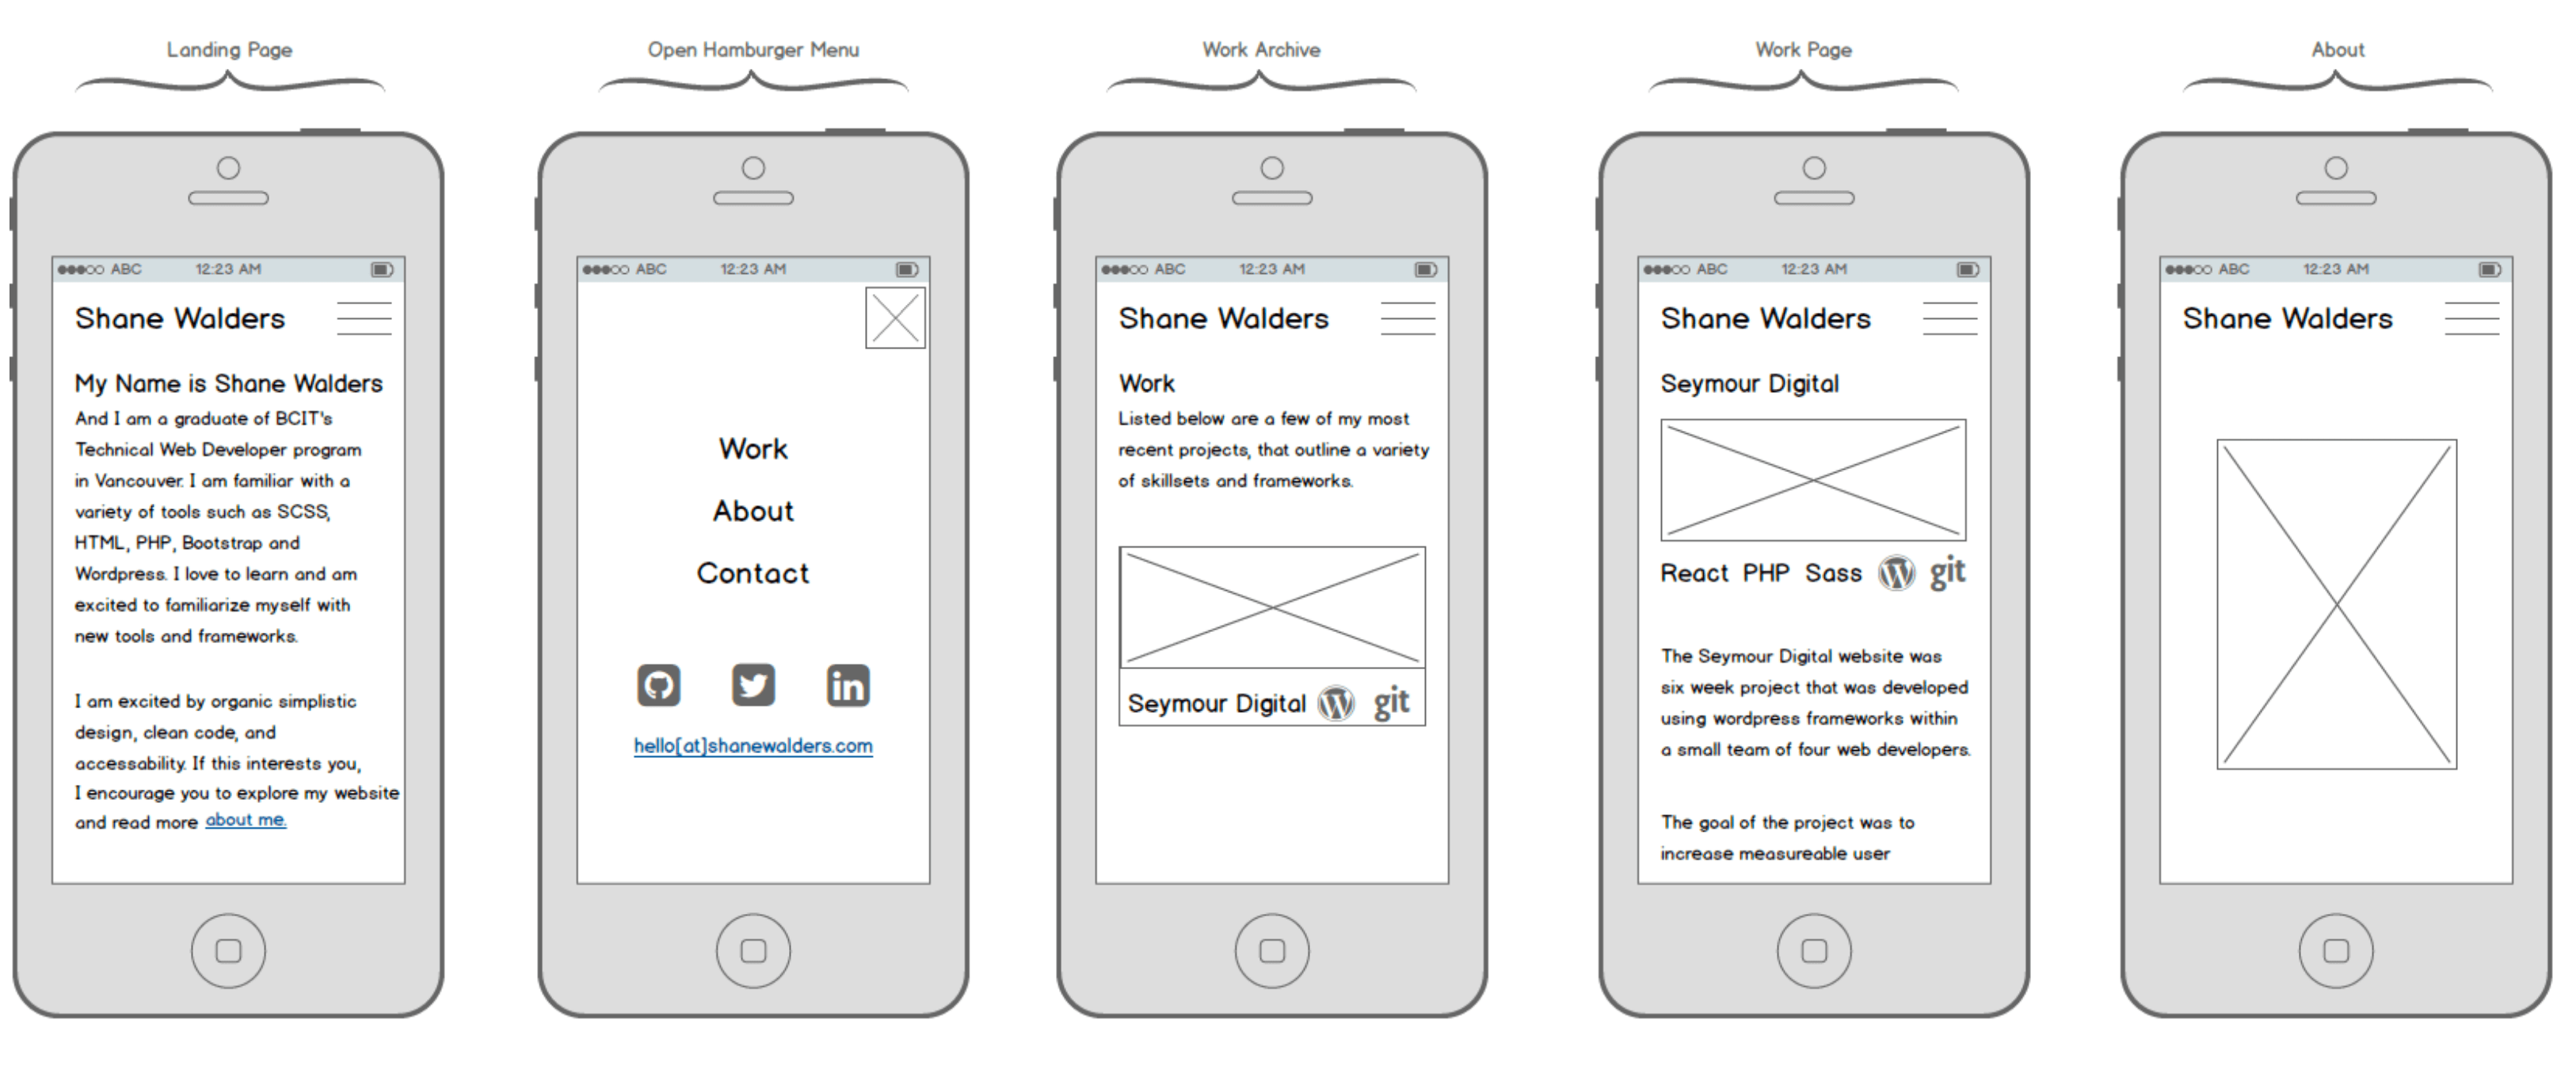 Landing Page
Open Hamburger Menu
Work Archive
Work Page
About
ABC 12:23 AM
Shane Walders
My Name is Shane Walders
And I am a graduate of BCIT's
Technical Web Developer program
in Vancouver. I am familiar with a
variety of tools such as SCSS,
HTML, PHP, Bootstrap and
Wordpress. I love to learn and am
excited to familiarize myself with
new tools and frameworks.
I am excited by organic simplistic
design, clean code, and
accessability. If this interests you,
I encourage you to explore my website
and read more about me.
ABC 12:23 AM
Work
About
Contact
in
hello[at]shanewalders.com
ABC 12:23 AM
Shane Walders
Work
Listed below are a few of my most
recent projects, that outline a variety
of skillsets and frameworks.
Seymour Digital W git
ABC 12:23 AM
Shane Walders
Seymour Digital
React PHP Sass W git
The Seymour Digital website was
six week project that was developed
using wordpress frameworks within
a small team of four web developers.
The goal of the project was to
increase measureable user
ABC 12:23 AM
Shane Walders